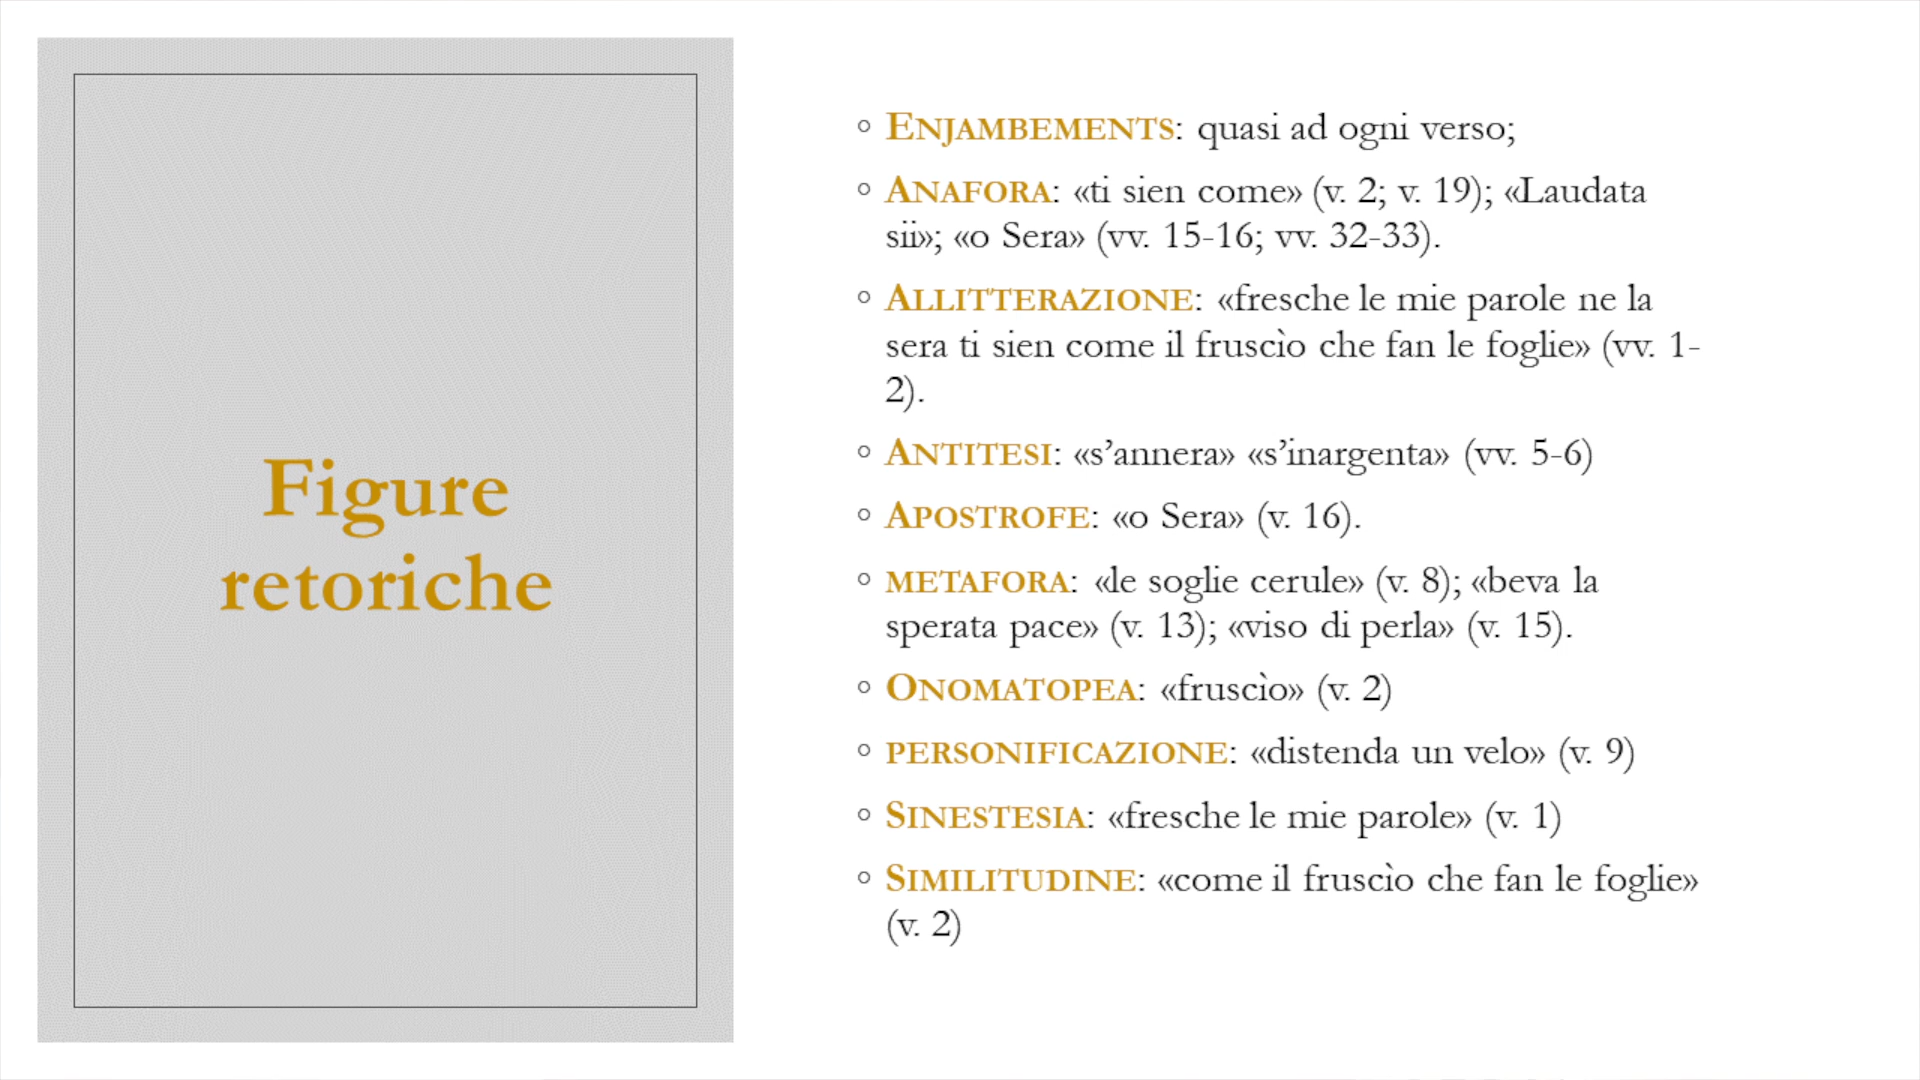 Figure
retoriche
ENJAMBEMENTS: quasi ad ogni verso;
ANAFORA: «ti sien come» (v. 2; v. 19); «Laudata
sii»; «o Sera» (vv. 15-16; vv. 32-33).
ALLITTERAZIONE: «fresche le mie parole ne la
sera ti sien come il fruscìo che fan le foglie» (vv. 1-
2).
ANTITESI: «s’annera» «s’inargenta» (vv. 5-6)
APOSTROFE: «o Sera» (v. 16).
METAFORA: «le soglie cerule» (v. 8); «beva la
sperata pace» (v. 13); «viso di perla» (v. 15).
ONOMATOPEA: «fruscìo» (v. 2)
PERSONIFICAZIONE: «distenda un velo» (v. 9)
SINESTESIA: «fresche le mie parole» (v. 1)
SIMILITUDINE: «come il fruscìo che fan le foglie»
(v. 2)